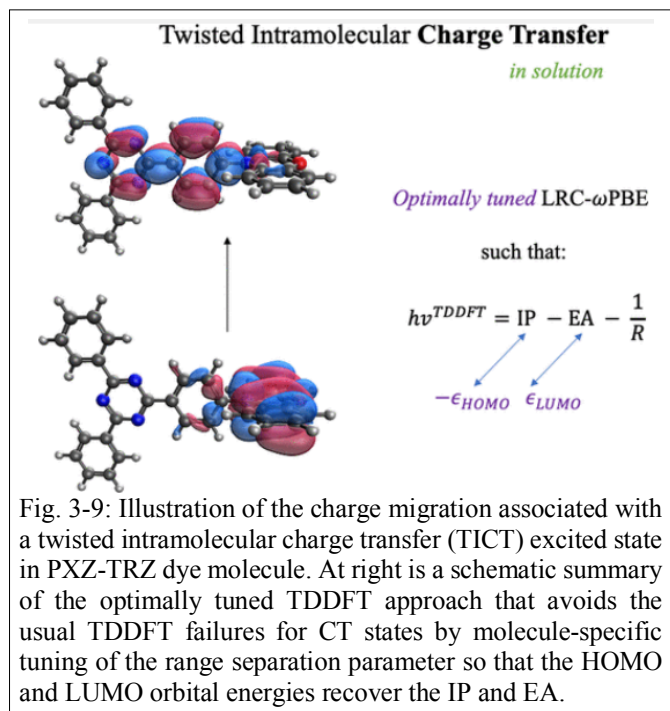 Twisted Intramolecular Charge Transfer
in solution
Optimally tuned LRC-ωPBE
such that:
hν^{TDDFT} = IP − EA − 1/R
−ϵ_{HOMO} ϵ_{LUMO}
Fig. 3-9: Illustration of the charge migration associated with
a twisted intramolecular charge transfer (TICT) excited state
in PXZ-TRZ dye molecule. At right is a schematic summary
of the optimally tuned TDDFT approach that avoids the
usual TDDFT failures for CT states by molecule-specific
tuning of the range separation parameter so that the HOMO
and LUMO orbital energies recover the IP and EA.